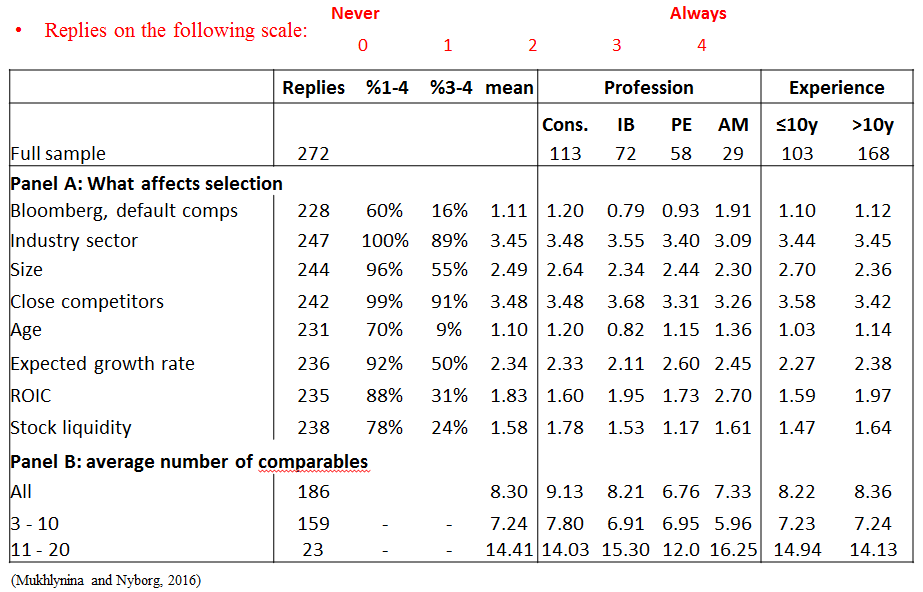 Never Always
• Replies on the following scale:
0 1 2 3 4
Replies %1-4 %3-4 mean Profession Experience
Cons. IB PE AM ≤10y >10y
Full sample 272 113 72 58 29 103 168
Panel A: What affects selection
Bloomberg, default comps 228 60% 16% 1.11 1.20 0.79 0.93 1.91 1.10 1.12
Industry sector 247 100% 89% 3.45 3.48 3.55 3.40 3.09 3.44 3.45
Size 244 96% 55% 2.49 2.64 2.34 2.44 2.30 2.70 2.36
Close competitors 242 99% 91% 3.48 3.48 3.68 3.31 3.26 3.58 3.42
Age 231 70% 9% 1.10 1.20 0.82 1.15 1.36 1.03 1.14
Expected growth rate 236 92% 50% 2.34 2.33 2.11 2.60 2.45 2.27 2.38
ROIC 235 88% 31% 1.83 1.60 1.95 1.73 2.70 1.59 1.97
Stock liquidity 238 78% 24% 1.58 1.78 1.53 1.17 1.61 1.47 1.64
Panel B: average number of comparables
All 186 8.30 9.13 8.21 6.76 7.33 8.22 8.36
3 - 10 159 - - 7.24 7.80 6.91 6.95 5.96 7.23 7.24
11 - 20 23 - - 14.41 14.03 15.30 12.0 16.25 14.94 14.13
(Mukhlynina and Nyborg, 2016)